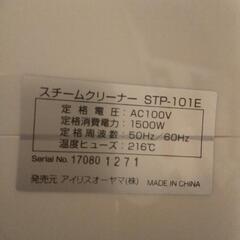 スチームクリーナー STP-101E
定格電圧：AC100V
定格消費電力：1500W
定格周波数：50Hz/60Hz
温度ヒューズ：216℃
Serial No. 17080 1271
発売元 アイリスオーヤマ(株) MADE IN CHINA